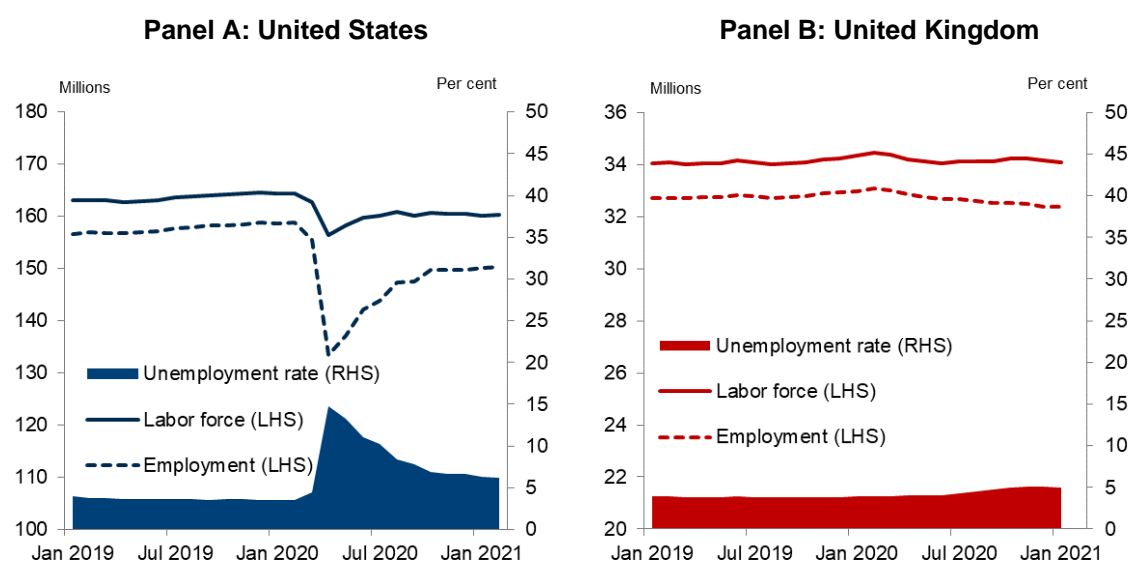 Panel A: United States
Millions
Per cent
180
170
160
150
140
130
120
110
100
50
45
40
35
30
25
20
15
10
5
0
Unemployment rate (RHS)
Labor force (LHS)
Employment (LHS)
Jan 2019 Jul 2019 Jan 2020 Jul 2020 Jan 2021
Panel B: United Kingdom
Millions
Per cent
36
34
32
30
28
26
24
22
20
50
45
40
35
30
25
20
15
10
5
0
Unemployment rate (RHS)
Labor force (LHS)
Employment (LHS)
Jan 2019 Jul 2019 Jan 2020 Jul 2020 Jan 2021